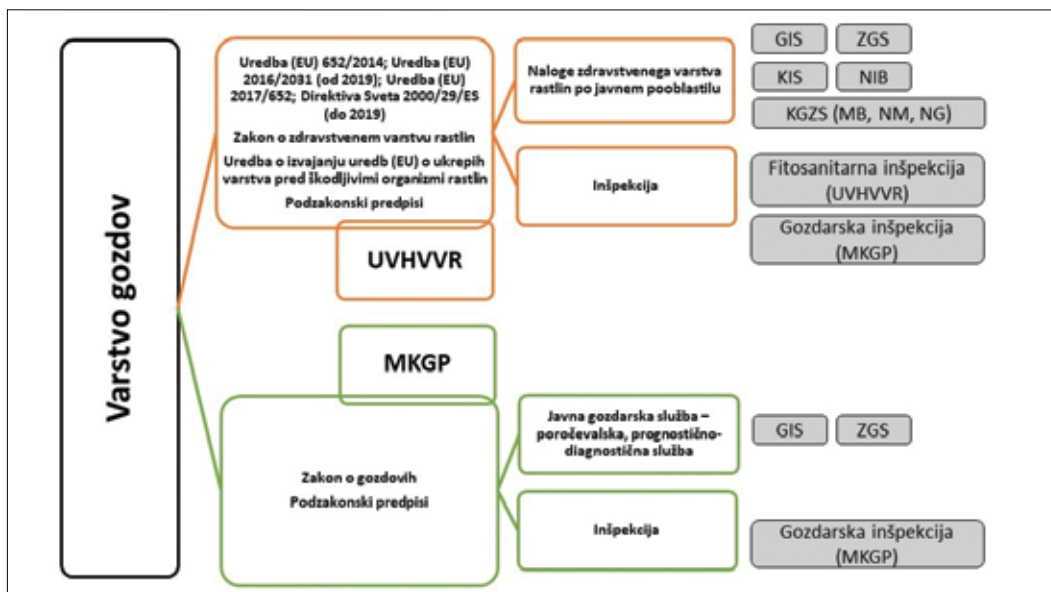 Varstvo gozdov
Uredba (EU) 652/2014; Uredba (EU)
2016/2031 (od 2019); Uredba (EU)
2017/652; Direktiva Sveta 2000/29/ES
(do 2019)
Zakon o zdravstvenem varstvu rastlin
Uredba o izvajanju uredb (EU) o ukrepih
varstva pred škodljivimi organizmi rastlin
Podzakonski predpisi
UVHVVR
Naloge zdravstvenega varstva
rastlin po javnem pooblastilu
GIS
ZGS
KIS
NIB
KGZS (MB, NM, NG)
Inšpekcija
Fitosanitarna inšpekcija
(UVHVVR)
Gozdarska inšpekcija
(MKGP)
MKGP
Zakon o gozdovih
Podzakonski predpisi
Javna gozdarska služba –
poročevalska, prognostično-
diagnostična služba
GIS
ZGS
Inšpekcija
Gozdarska inšpekcija
(MKGP)